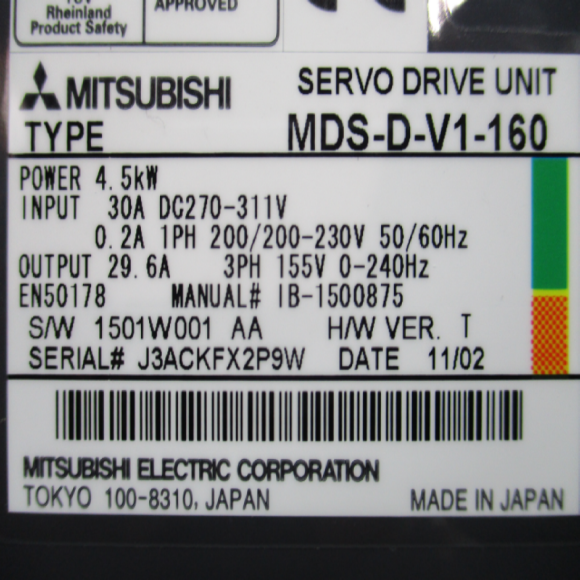 Rheinland
Product Safety
APPROVED
MITSUBISHI
SERVO DRIVE UNIT
TYPE MDS-D-V1-160
POWER 4.5kW
INPUT 30A DC270-311V
0.2A 1PH 200/200-230V 50/60Hz
OUTPUT 29.6A 3PH 155V 0-240Hz
EN50178 MANUAL# IB-1500875
S/W 1501W001 AA H/W VER. T
SERIAL# J3ACKFX2P9W DATE 11/02
MITSUBISHI ELECTRIC CORPORATION
TOKYO 100-8310, JAPAN MADE IN JAPAN